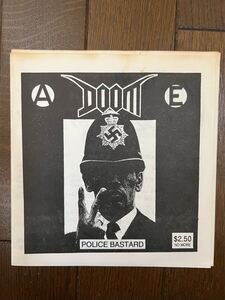 A DOOM E
POLICE BASTARD
$2.50
NO MORE